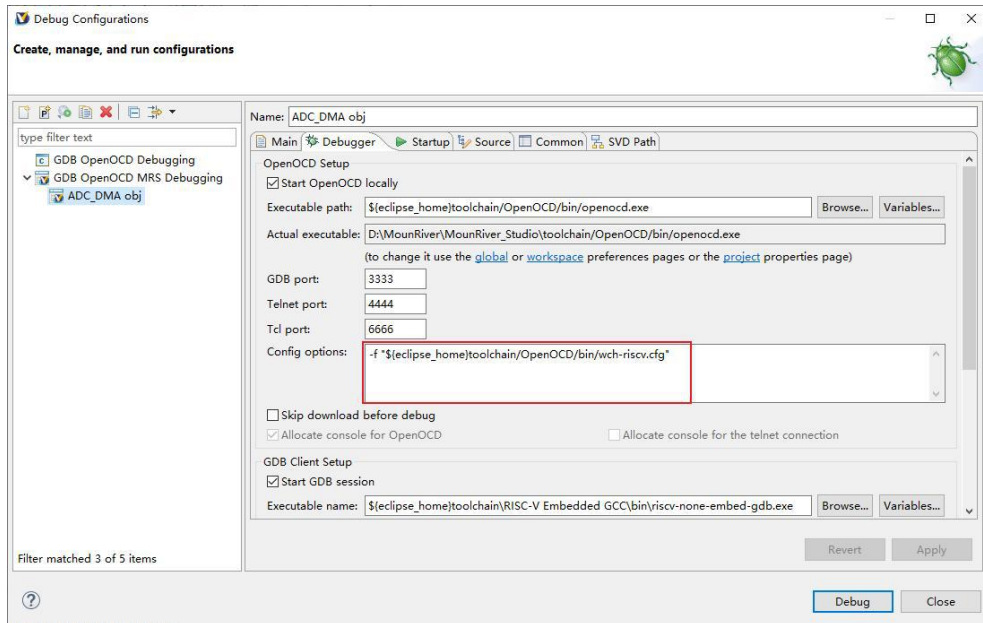 Debug Configurations
Create, manage, and run configurations
type filter text
GDB OpenOCD Debugging
GDB OpenOCD MRS Debugging
ADC_DMA obj
Filter matched 3 of 5 items
Name: ADC_DMA obj
Main Debugger Startup Source Common SVD Path
OpenOCD Setup
Start OpenOCD locally
Executable path: ${eclipse_home}toolchain/OpenOCD/bin/openocd.exe Browse... Variables...
Actual executable: D:\MounRiver\MounRiver_Studio\toolchain/OpenOCD/bin/openocd.exe
(to change it use the global or workspace preferences pages or the project properties page)
GDB port: 3333
Telnet port: 4444
Tcl port: 6666
Config options: -f "${eclipse_home}toolchain/OpenOCD/bin/wch-riscv.cfg"
Skip download before debug
Allocate console for OpenOCD Allocate console for the telnet connection
GDB Client Setup
Start GDB session
Executable name: ${eclipse_home}toolchain\RISC-V Embedded GCC\bin\riscv-none-embed-gdb.exe Browse... Variables...
Revert Apply
? Debug Close